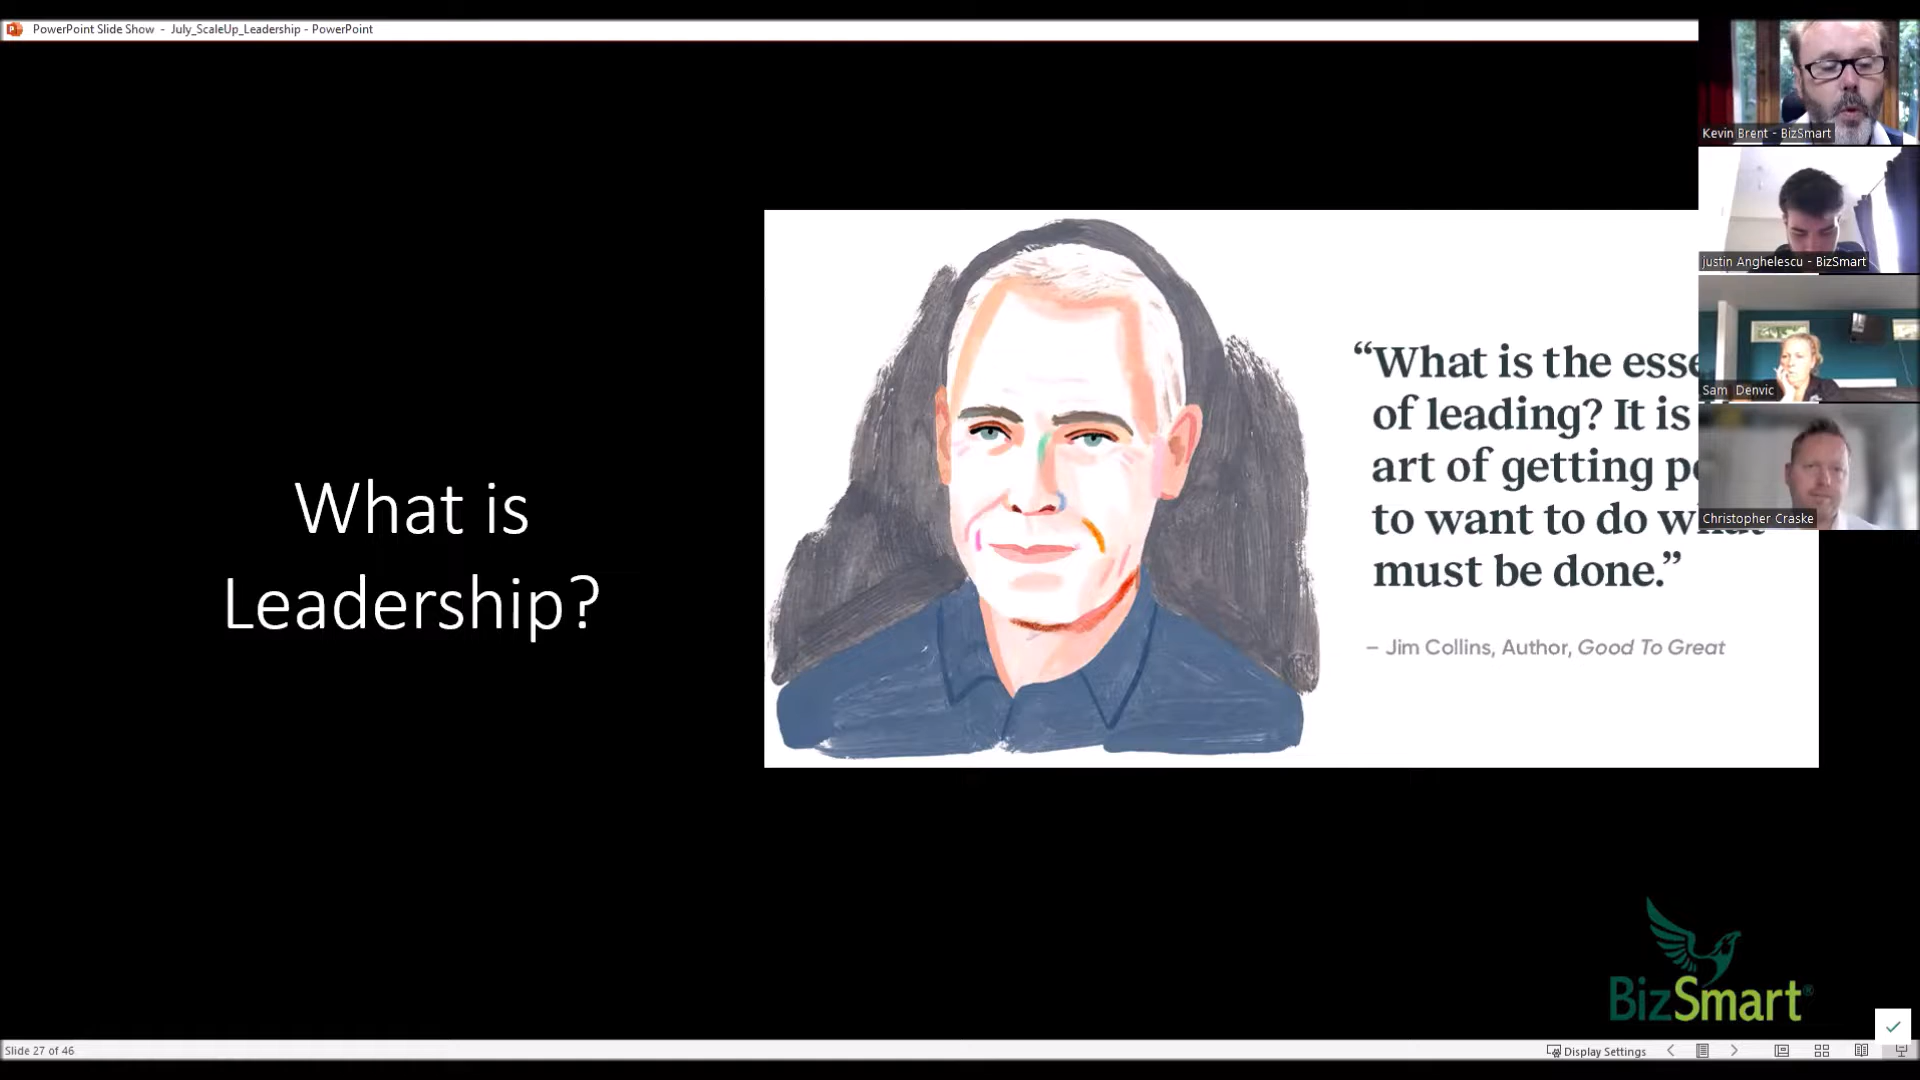 PowerPoint Slide Show - July_ScaleUp_Leadership - PowerPoint
Kevin Brent - BizSmart
justin Anghelescu - BizSmart
Sam Denvic
Christopher Craske
What is
Leadership?
“What is the
of leading? It is
art of getting
to want to do
must be done.”
– Jim Collins, Author, Good To Great
BizSmart®
Slide 27 of 46
Display Settings